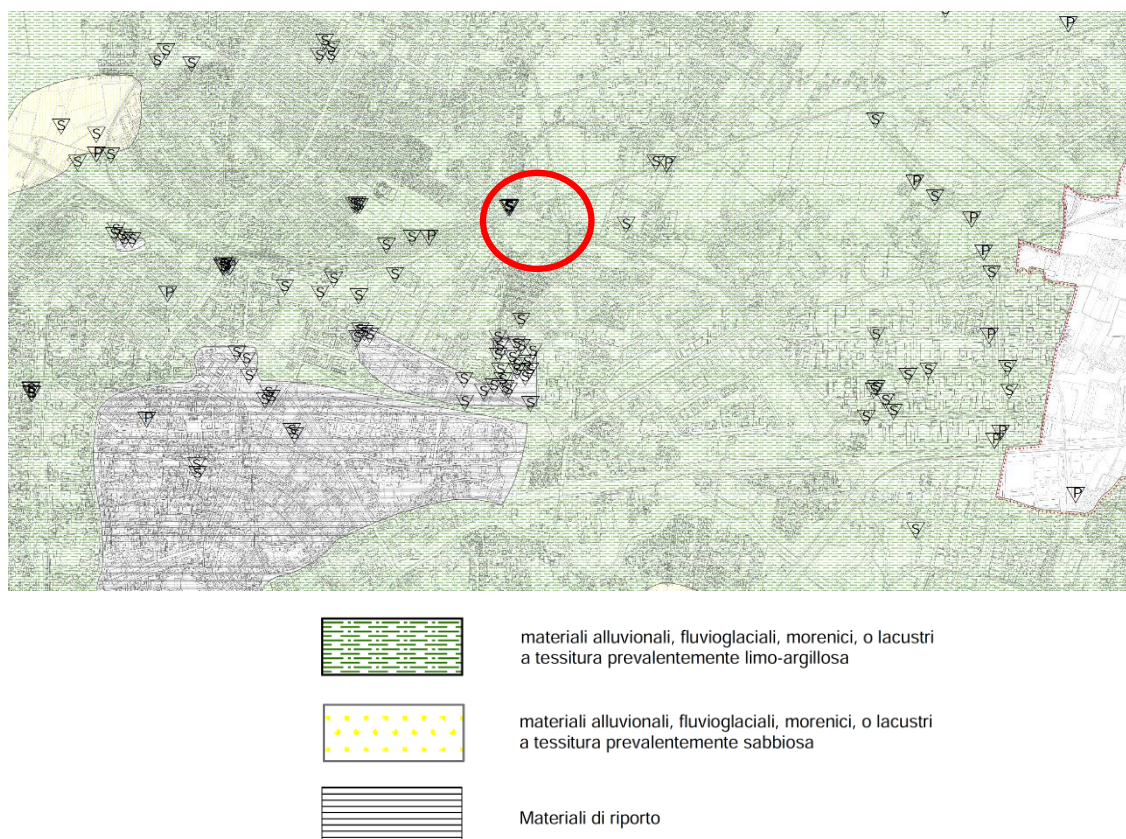 materiali alluvionali, fluvioglaciali, morenici, o lacustri
a tessitura prevalentemente limo-argillosa
materiali alluvionali, fluvioglaciali, morenici, o lacustri
a tessitura prevalentemente sabbiosa
Materiali di riporto